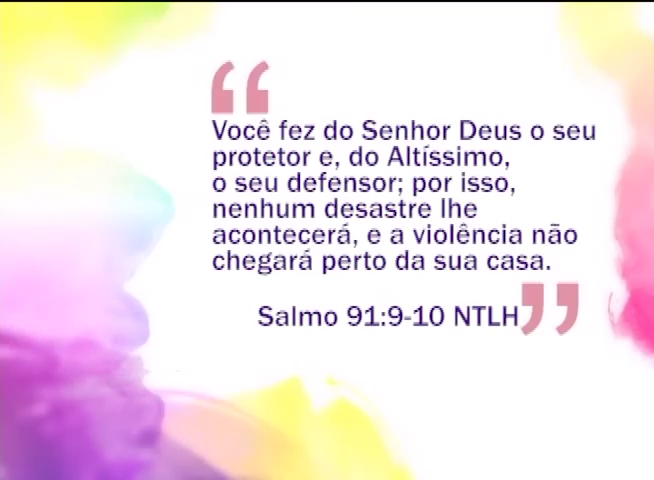 “
Você fez do Senhor Deus o seu
protetor e, do Altíssimo,
o seu defensor; por isso,
nenhum desastre lhe
acontecerá, e a violência não
chegará perto da sua casa.
Salmo 91:9-10 NTLH”